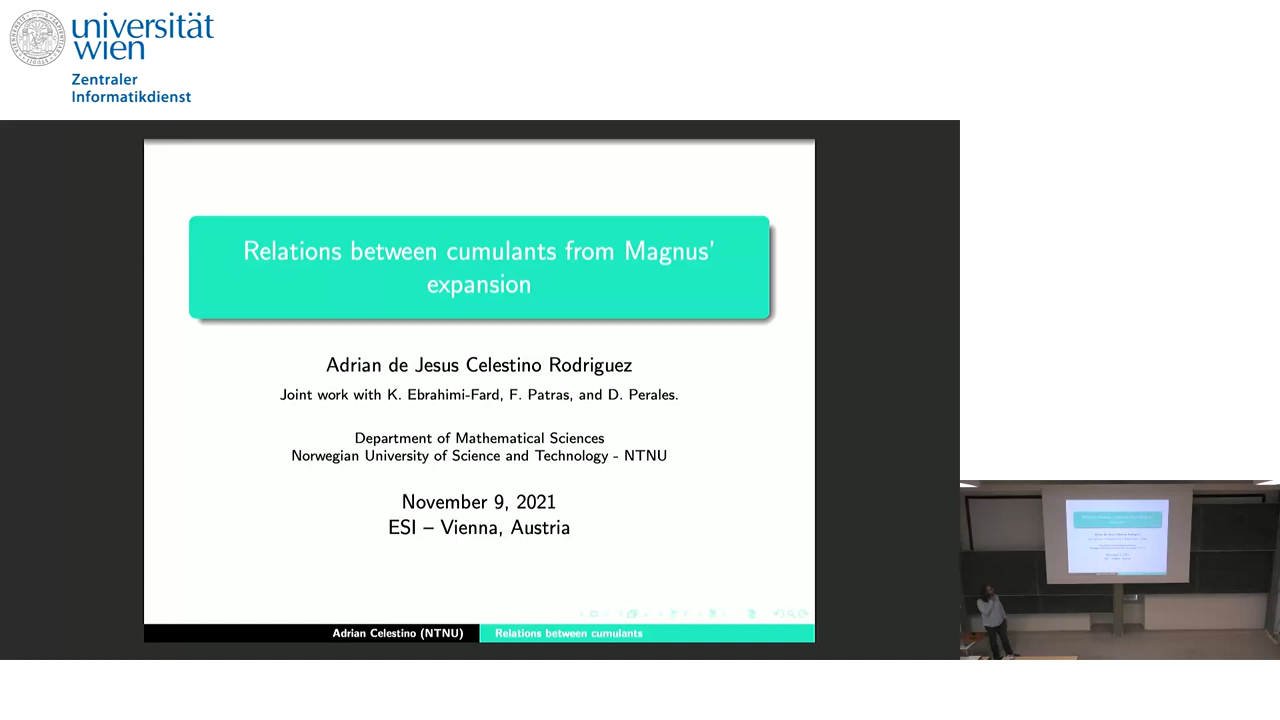 universität
wien
Zentraler
Informatikdienst
Relations between cumulants from Magnus'
expansion
Adrian de Jesus Celestino Rodriguez
Joint work with K. Ebrahimi-Fard, F. Patras, and D. Perales.
Department of Mathematical Sciences
Norwegian University of Science and Technology - NTNU
November 9, 2021
ESI – Vienna, Austria
Adrian Celestino (NTNU)
Relations between cumulants